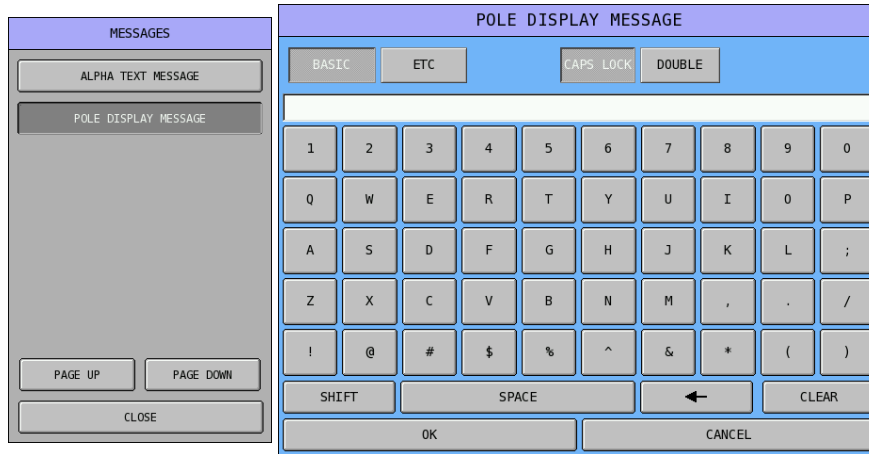 MESSAGES
ALPHA TEXT MESSAGE
POLE DISPLAY MESSAGE
PAGE UP PAGE DOWN
CLOSE
POLE DISPLAY MESSAGE
BASIC ETC CAPS LOCK DOUBLE
1 2 3 4 5 6 7 8 9 0
Q W E R T Y U I O P
A S D F G H J K L ;
Z X C V B N M , . /
! @ # $ % ^ & * ( )
SHIFT SPACE ← CLEAR
OK CANCEL